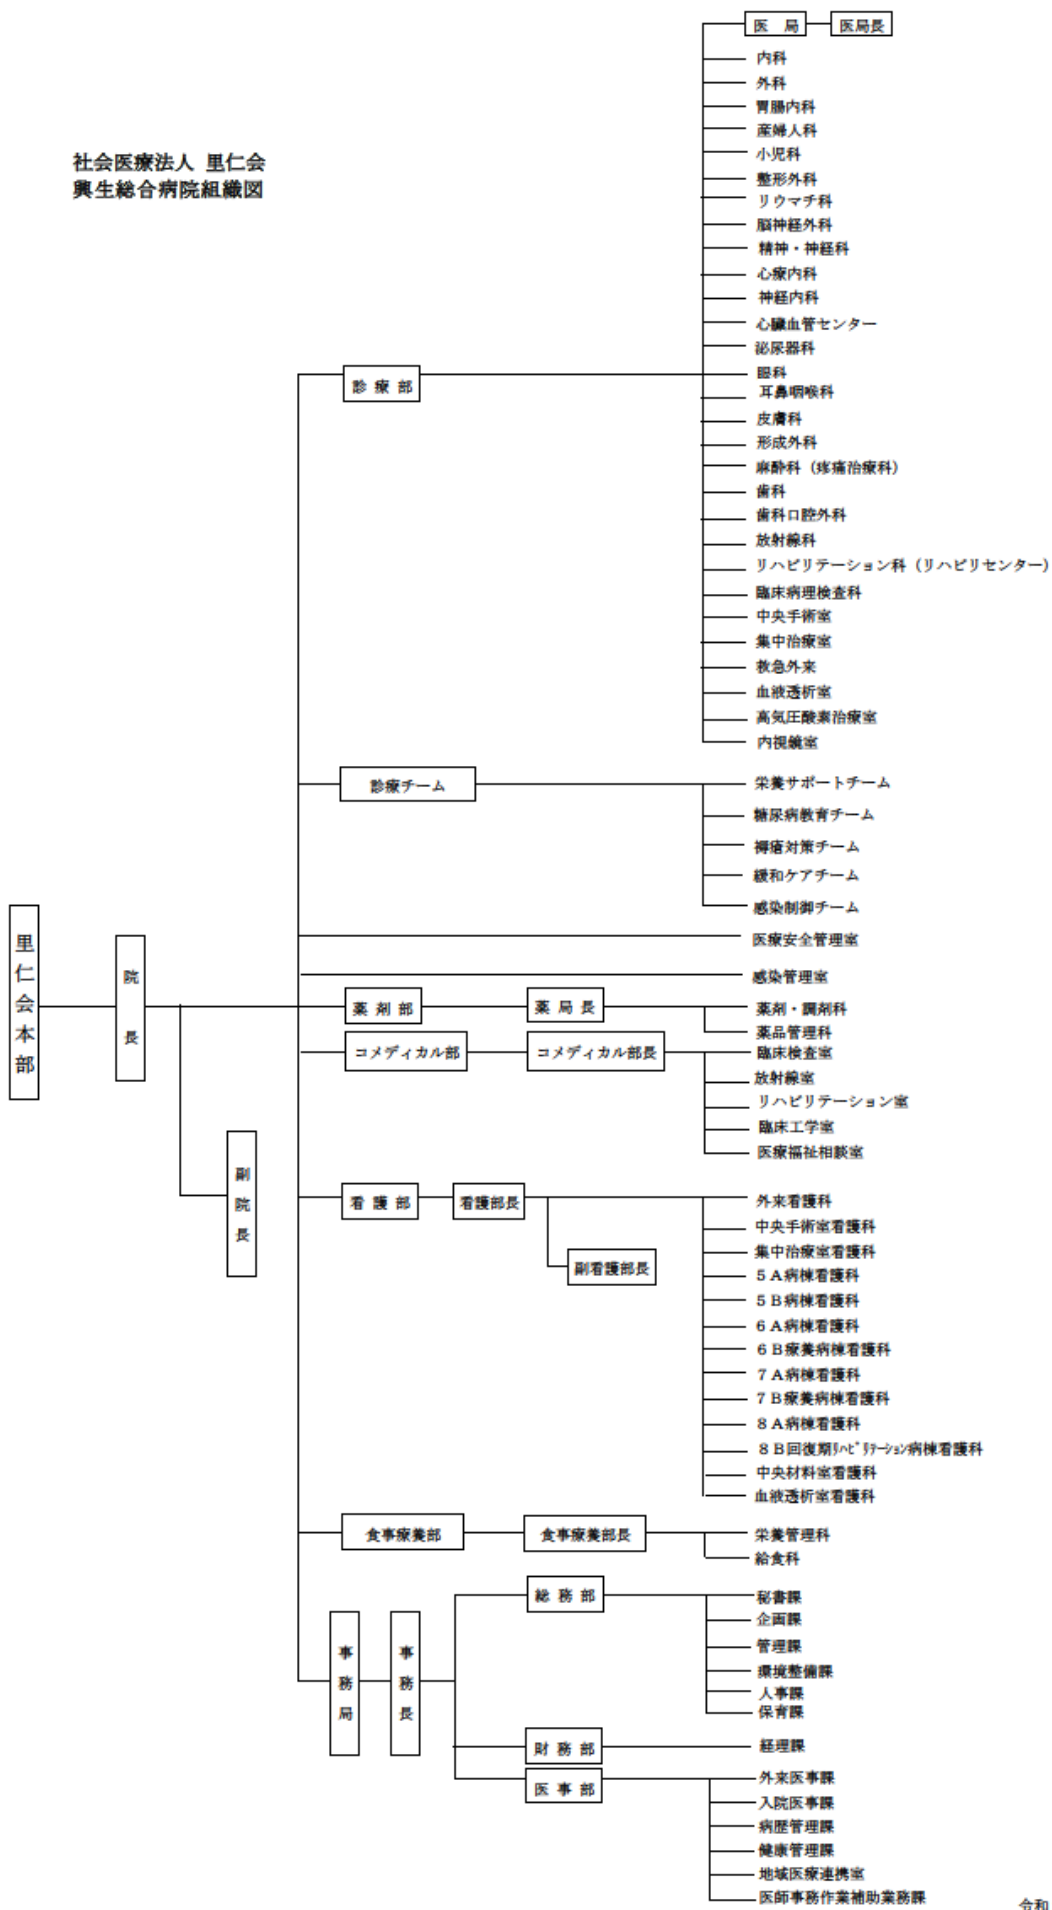 社会医療法人 里仁会
興生総合病院組織図
里仁会本部
院長
副院長
診療部
医局
医局長
内科
外科
胃腸内科
産婦人科
小児科
整形外科
リウマチ科
脳神経外科
精神・神経科
心療内科
神経内科
心臓血管センター
泌尿器科
眼科
耳鼻咽喉科
皮膚科
形成外科
麻酔科（疼痛治療科）
歯科
歯科口腔外科
放射線科
リハビリテーション科（リハビリセンター）
臨床病理検査科
中央手術室
集中治療室
救急外来
血液透析室
高気圧酸素治療室
内視鏡室
診療チーム
栄養サポートチーム
糖尿病教育チーム
褥瘡対策チーム
緩和ケアチーム
感染制御チーム
医療安全管理室
感染管理室
薬剤部
薬局長
薬剤・調剤科
薬品管理科
コメディカル部
コメディカル部長
臨床検査室
放射線室
リハビリテーション室
臨床工学室
医療福祉相談室
看護部
看護部長
副看護部長
外来看護科
中央手術室看護科
集中治療室看護科
５Ａ病棟看護科
５Ｂ病棟看護科
６Ａ病棟看護科
６Ｂ療養病棟看護科
７Ａ病棟看護科
７Ｂ療養病棟看護科
８Ａ病棟看護科
８Ｂ回復期ﾘﾊﾋﾞﾘﾃｰｼｮﾝ病棟看護科
中央材料室看護科
血液透析室看護科
食事療養部
食事療養部長
栄養管理科
給食科
事務局
事務長
総務部
秘書課
企画課
管理課
環境整備課
人事課
保育課
財務部
経理課
医事部
外来医事課
入院医事課
病歴管理課
健康管理課
地域医療連携室
医師事務作業補助業務課
令和